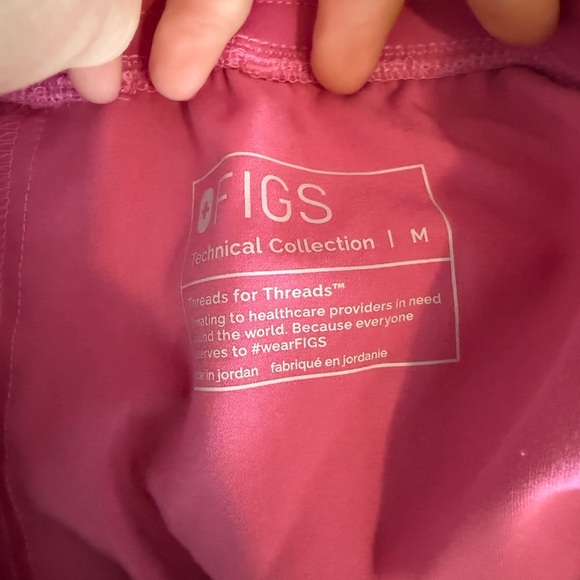 FIGS
Technical Collection | M
Threads for Threads™
to healthcare providers in need
the world. Because everyone
to #wearFIGS
in jordan fabriqué en jordanie